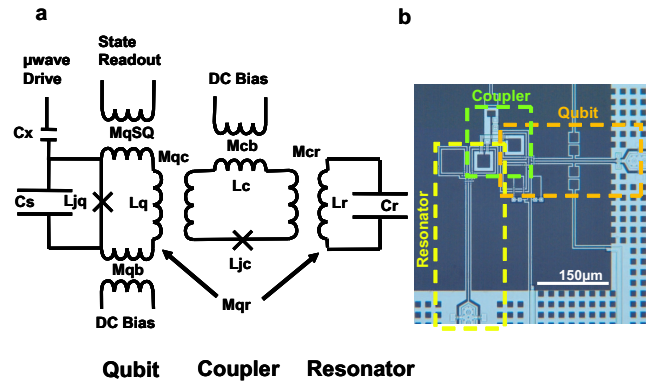 a
b
µwave
Drive
State
Readout
DC Bias
Cx
MqSQ
Mcb
Mqc
Mcr
Cs
Ljq
Lq
Lc
Lr
Cr
Mqb
Ljc
Mqr
DC Bias
Qubit
Coupler
Resonator
Coupler
Qubit
Resonator
150µm